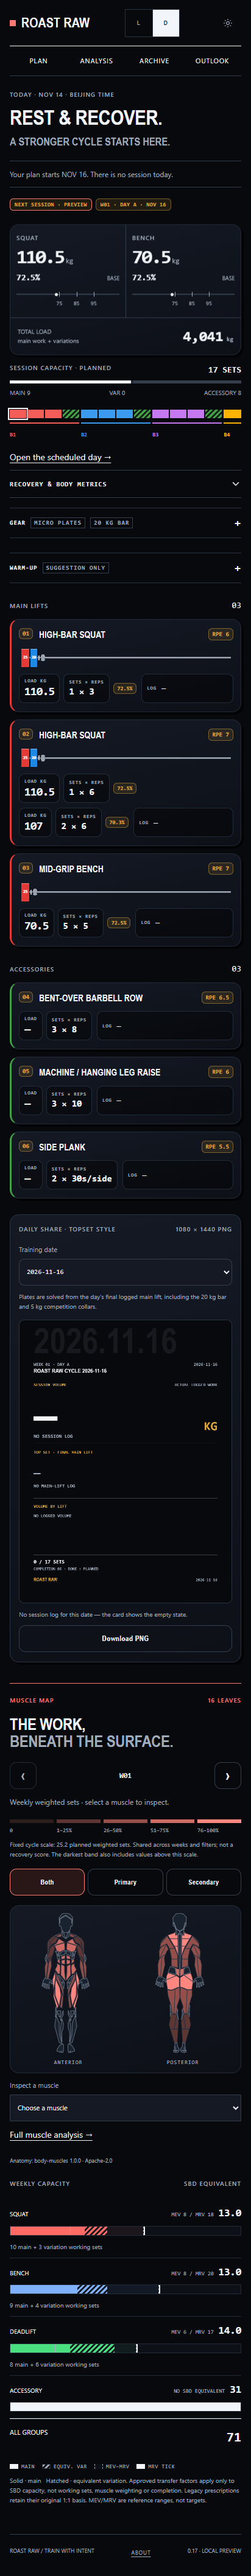 ROAST RAW
L D
PLAN ANALYSIS ARCHIVE OUTLOOK
TODAY · NOV 14 · BEIJING TIME
REST & RECOVER.
A STRONGER CYCLE STARTS HERE.
Your plan starts NOV 16. There is no session today.
NEXT SESSION · PREVIEW W01 · DAY A · NOV 16
SQUAT BENCH
110.5kg 70.5kg
72.5% BASE 72.5% BASE
75 85 95 75 85 95
TOTAL LOAD
main work + variations
4,041 kg
SESSION CAPACITY · PLANNED 17 SETS
MAIN 9 VAR 0 ACCESSORY 8
B1 B2 B3 B4
Open the scheduled day →
RECOVERY & BODY METRICS
GEAR MICRO PLATES 20 KG BAR +
WARM-UP SUGGESTION ONLY +
MAIN LIFTS 03
01 HIGH-BAR SQUAT RPE 6
25 20
LOAD KG SETS × REPS
110.5 1 × 3 72.5% LOG —
02 HIGH-BAR SQUAT RPE 7
25 20
LOAD KG SETS × REPS
110.5 1 × 6 72.5%
LOAD KG SETS × REPS
107 2 × 6 70.3% LOG —
03 MID-GRIP BENCH RPE 7
25
LOAD KG SETS × REPS
70.5 5 × 5 72.5% LOG —
ACCESSORIES 03
04 BENT-OVER BARBELL ROW RPE 6.5
LOAD SETS × REPS
— 3 × 8 LOG —
05 MACHINE / HANGING LEG RAISE RPE 6
LOAD SETS × REPS
— 3 × 10 LOG —
06 SIDE PLANK RPE 5.5
LOAD SETS × REPS
— 2 × 30s/side LOG —
DAILY SHARE · TOPSET STYLE 1080 × 1440 PNG
Training date
2026-11-16
Plates are solved from the day's final logged main lift, including the 20 kg bar
and 5 kg competition collars.
2026.11.16
WEEK 01 · DAY A 2026-11-16
ROAST RAW CYCLE 2026-11-16
SESSION VOLUME
KG
NO SESSION LOG
TOP SET · FINAL MAIN LIFT
—
NO MAIN-LIFT LOG
VOLUME BY LIFT
NO LOGGED VOLUME
0 / 17 SETS
COMPLETION 0% · DONE / PLANNED
ROAST RAW 2026-11-16
No session log for this date — the card shows the empty state.
Download PNG
MUSCLE MAP 16 LEAVES
THE WORK,
BENEATH THE SURFACE.
‹ W01 ›
Weekly weighted sets · select a muscle to inspect.
0 1–25% 26–50% 51–75% 76–100%
Fixed cycle scale: 25.2 planned weighted sets. Shared across weeks and filters; not a
recovery score. The darkest band also includes values above this scale.
Both Primary Secondary
ANTERIOR POSTERIOR
Inspect a muscle
Choose a muscle
Full muscle analysis →
Anatomy: body-muscles 1.0.0 · Apache-2.0
WEEKLY CAPACITY SBD EQUIVALENT
SQUAT MEV 8 / MRV 18 13.0
10 main + 3 variation working sets
BENCH MEV 8 / MRV 20 13.0
9 main + 4 variation working sets
DEADLIFT MEV 6 / MRV 17 14.0
8 main + 6 variation working sets
ACCESSORY NO SBD EQUIVALENT 31
ALL GROUPS 71
MAIN EQUIV. VAR MEV–MRV MRV TICK
Solid · main Hatched · equivalent variation. Approved transfer factors apply only to
SBD capacity, not working sets, muscle weighting or completion. Legacy prescriptions
retain their original 1:1 basis. MEV/MRV are reference ranges, not targets.
ROAST RAW / TRAIN WITH INTENT ABOUT 0.17 · LOCAL PREVIEW